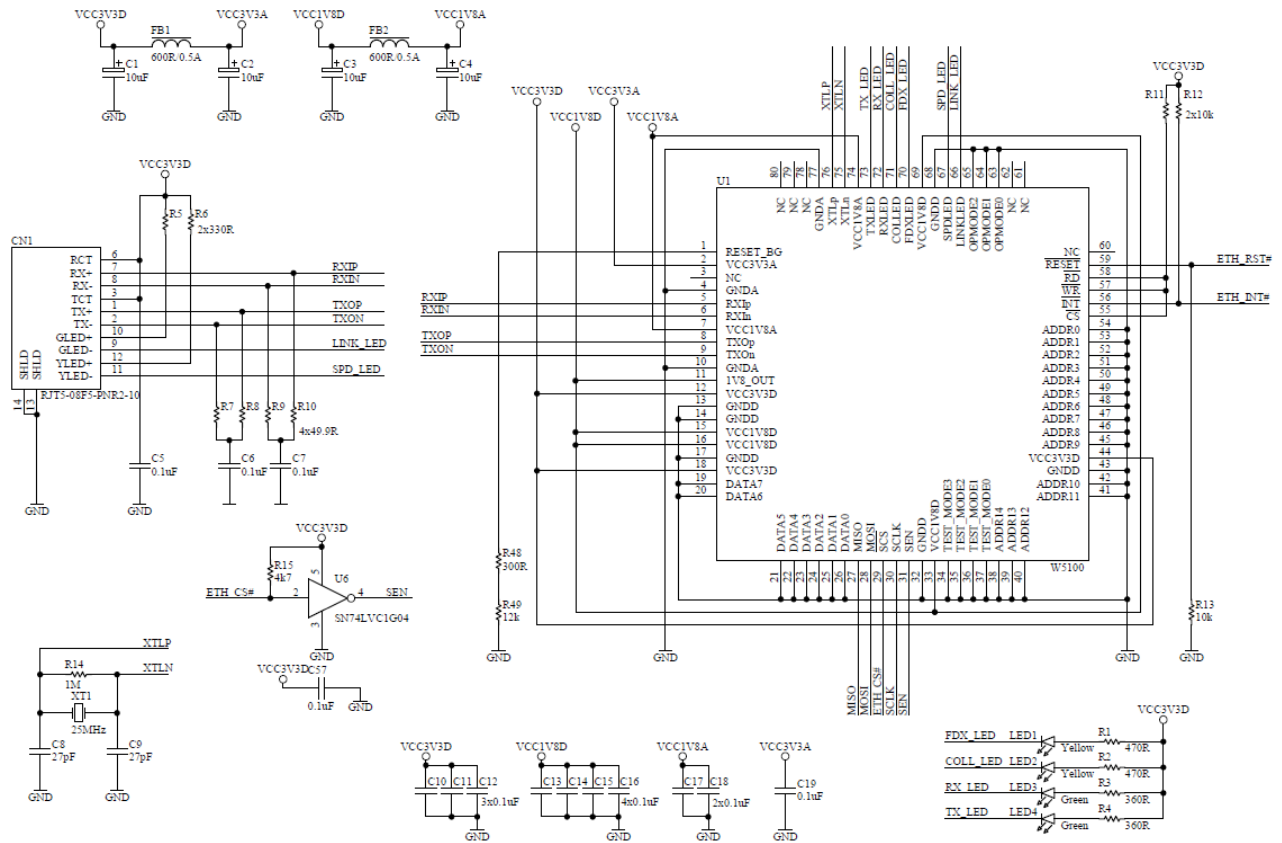 VCC3V3D VCC3V3A VCC1V8D VCC1V8A
FB1 FB2
600R/0.5A 600R/0.5A
C1 10uF C2 10uF C3 10uF C4 10uF
GND GND GND GND
VCC3V3D
R5 R6
2x330R
CN1
RCT 6
RX+ 7 RXIP
RX- 8 RXIN
TCT 3
TX+ 1 TXOP
TX- 2 TXON
GLED+ 10
GLED- 9 LINK_LED
YLED+ 12
YLED- 11 SPD_LED
SHLD SHLD
14 13
RJT5-08F5-PNR2-10
R7 R8 R9 R10
4x49.9R
C5 0.1uF C6 0.1uF C7 0.1uF
GND GND
VCC3V3D
R15 4k7
U6
5
ETH_CS# 2 4 SEN
3
SN74LVC1G04
GND
VCC3V3D C57
0.1uF GND
XTLP
R14 XTLN
1M
XT1
25MHz
C8 27pF C9 27pF
GND GND
VCC3V3D VCC3V3A
VCC1V8D VCC1V8A
XTLP XTLN TX_LED RX_LED COLL_LED FDX_LED SPD_LED LINK_LED
VCC3V3D
R11 R12
2x10k
U1
80 79 78 77 76 75 74 73 72 71 70 69 68 67 66 65 64 63 62 61
NC NC NC GNDA XTLp XTLn VCC1V8A TXLED RXLED COLLED FDXLED VCC1V8D GNDD SPDLED LINKLED OPMODE2 OPMODE1 OPMODE0 NC NC
1 RESET_BG NC 60
2 VCC3V3A RESET 59 ETH_RST#
3 NC RD 58
4 GNDA WR 57
RXIP 5 RXIp INT 56 ETH_INT#
RXIN 6 RXIn CS 55
7 VCC1V8A ADDR0 54
TXOP 8 TXOp ADDR1 53
TXON 9 TXOn ADDR2 52
10 GNDA ADDR3 51
11 1V8_OUT ADDR4 50
12 VCC3V3D ADDR5 49
13 GNDD ADDR6 48
14 GNDD ADDR7 47
15 VCC1V8D ADDR8 46
16 VCC1V8D ADDR9 45
17 GNDD VCC3V3D 44
18 VCC3V3D GNDD 43
19 DATA7 ADDR10 42
20 DATA6 ADDR11 41
DATA5 DATA4 DATA3 DATA2 DATA1 DATA0 MISO MOSI SCS SCLK SEN GNDD VCC1V8D TEST_MODE3 TEST_MODE2 TEST_MODE1 TEST_MODE0 ADDR14 ADDR13 ADDR12
W5100
21 22 23 24 25 26 27 28 29 30 31 32 33 34 35 36 37 38 39 40
R48 300R
R49 12k
R13 10k
GND GND GND GND
MISO MOSI ETH_CS# SCLK SEN
VCC3V3D VCC1V8D VCC1V8A VCC3V3A
C10 C11 C12 C13 C14 C15 C16 C17 C18 C19
3x0.1uF 4x0.1uF 2x0.1uF 0.1uF
GND GND GND GND
VCC3V3D
FDX_LED LED1 Yellow R1 470R
COLL_LED LED2 Yellow R2 470R
RX_LED LED3 Green R3 360R
TX_LED LED4 Green R4 360R